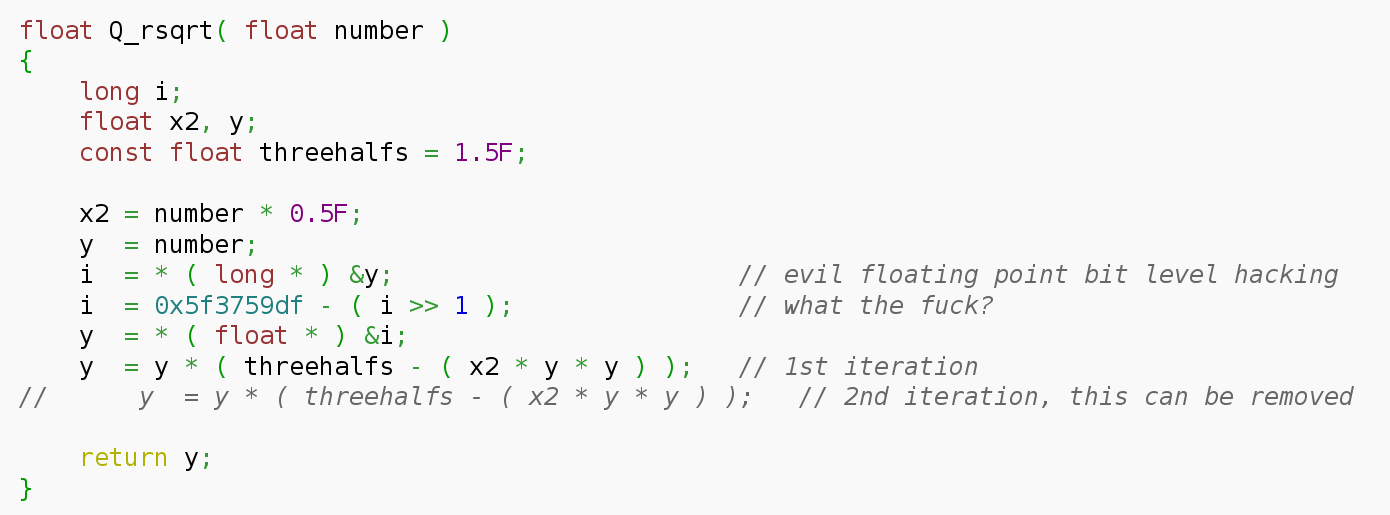 float Q_rsqrt( float number )
{
    long i;
    float x2, y;
    const float threehalfs = 1.5F;

    x2 = number * 0.5F;
    y  = number;
    i  = * ( long * ) &y;                       // evil floating point bit level hacking
    i  = 0x5f3759df - ( i >> 1 );               // what the fuck?
    y  = * ( float * ) &i;
    y  = y * ( threehalfs - ( x2 * y * y ) );   // 1st iteration
//      y  = y * ( threehalfs - ( x2 * y * y ) );   // 2nd iteration, this can be removed

    return y;
}